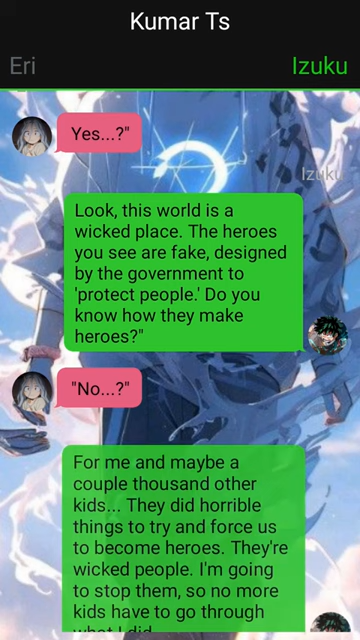 Kumar Ts
Eri
Izuku
Yes...?"
Izuku
Look, this world is a
wicked place. The heroes
you see are fake, designed
by the government to
'protect people.' Do you
know how they make
heroes?"
"No...?"
For me and maybe a
couple thousand other
kids... They did horrible
things to try and force us
to become heroes. They're
wicked people. I'm going
to stop them, so no more
kids have to go through
what I did